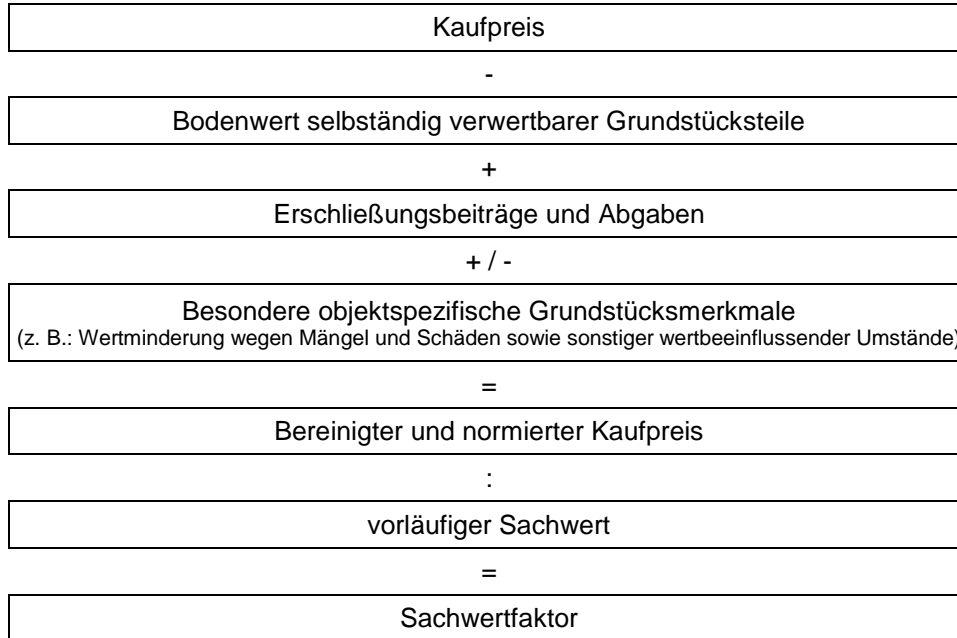 Kaufpreis
-
Bodenwert selbständig verwertbarer Grundstücksteile
+
Erschließungsbeiträge und Abgaben
+ / -
Besondere objektspezifische Grundstücksmerkmale
(z. B.: Wertminderung wegen Mängel und Schäden sowie sonstiger wertbeeinflussender Umstände)
=
Bereinigter und normierter Kaufpreis
:
vorläufiger Sachwert
=
Sachwertfaktor